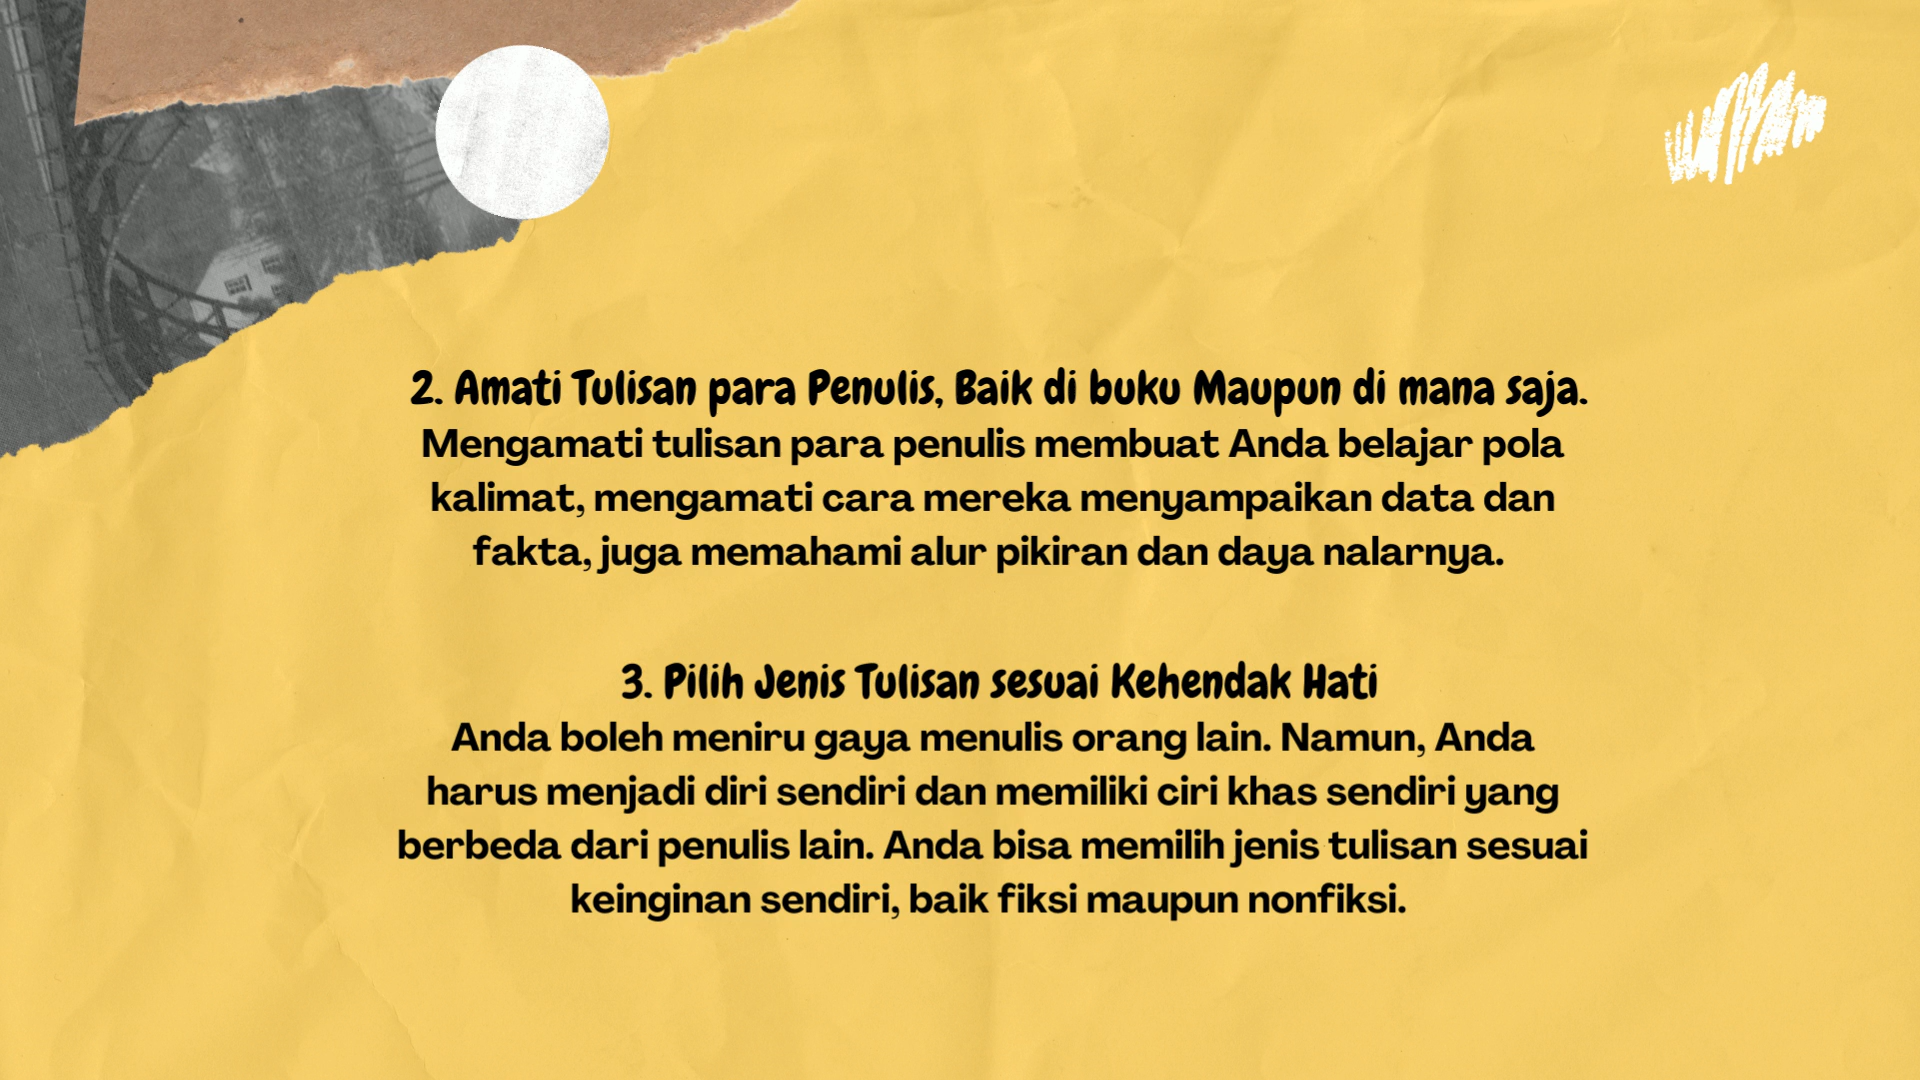 2. Amati Tulisan para Penulis, Baik di buku Maupun di mana saja.
Mengamati tulisan para penulis membuat Anda belajar pola
kalimat, mengamati cara mereka menyampaikan data dan
fakta, juga memahami alur pikiran dan daya nalarnya.
3. Pilih Jenis Tulisan sesuai Kehendak Hati
Anda boleh meniru gaya menulis orang lain. Namun, Anda
harus menjadi diri sendiri dan memiliki ciri khas sendiri yang
berbeda dari penulis lain. Anda bisa memilih jenis tulisan sesuai
keinginan sendiri, baik fiksi maupun nonfiksi.